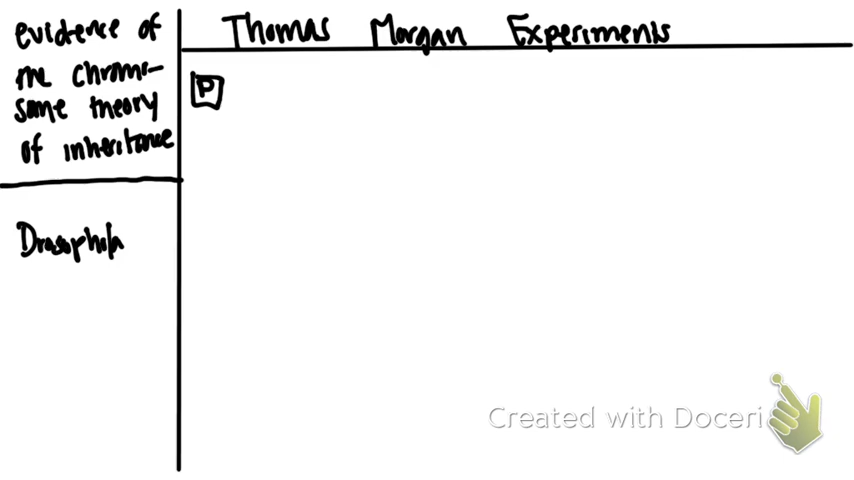 evidence of
the chromo-
some theory
of inheritance
Drosophila
Thomas Morgan Experiments
P
Created with Doceri